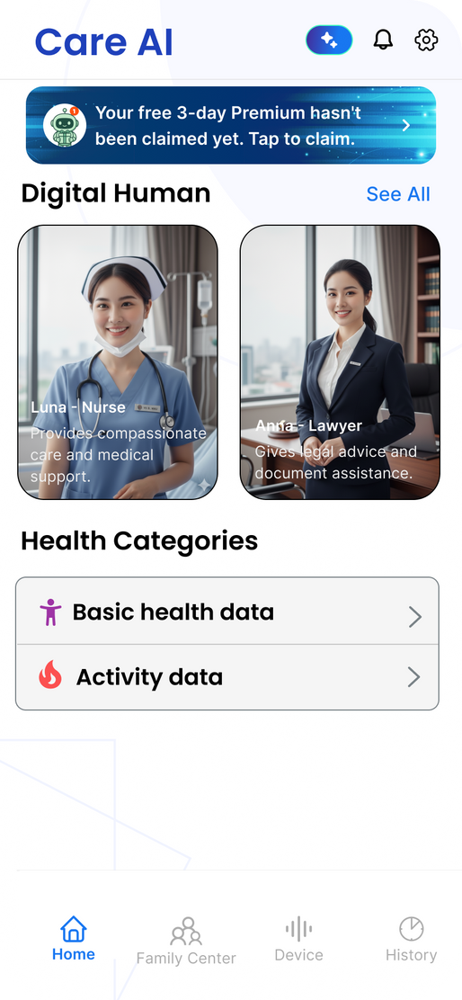 Care AI
Your free 3-day Premium hasn't
been claimed yet. Tap to claim.
Digital Human
See All
Luna - Nurse
Provides compassionate
care and medical
support.
Anna - Lawyer
Gives legal advice and
document assistance.
Health Categories
Basic health data
Activity data
Home
Family Center
Device
History